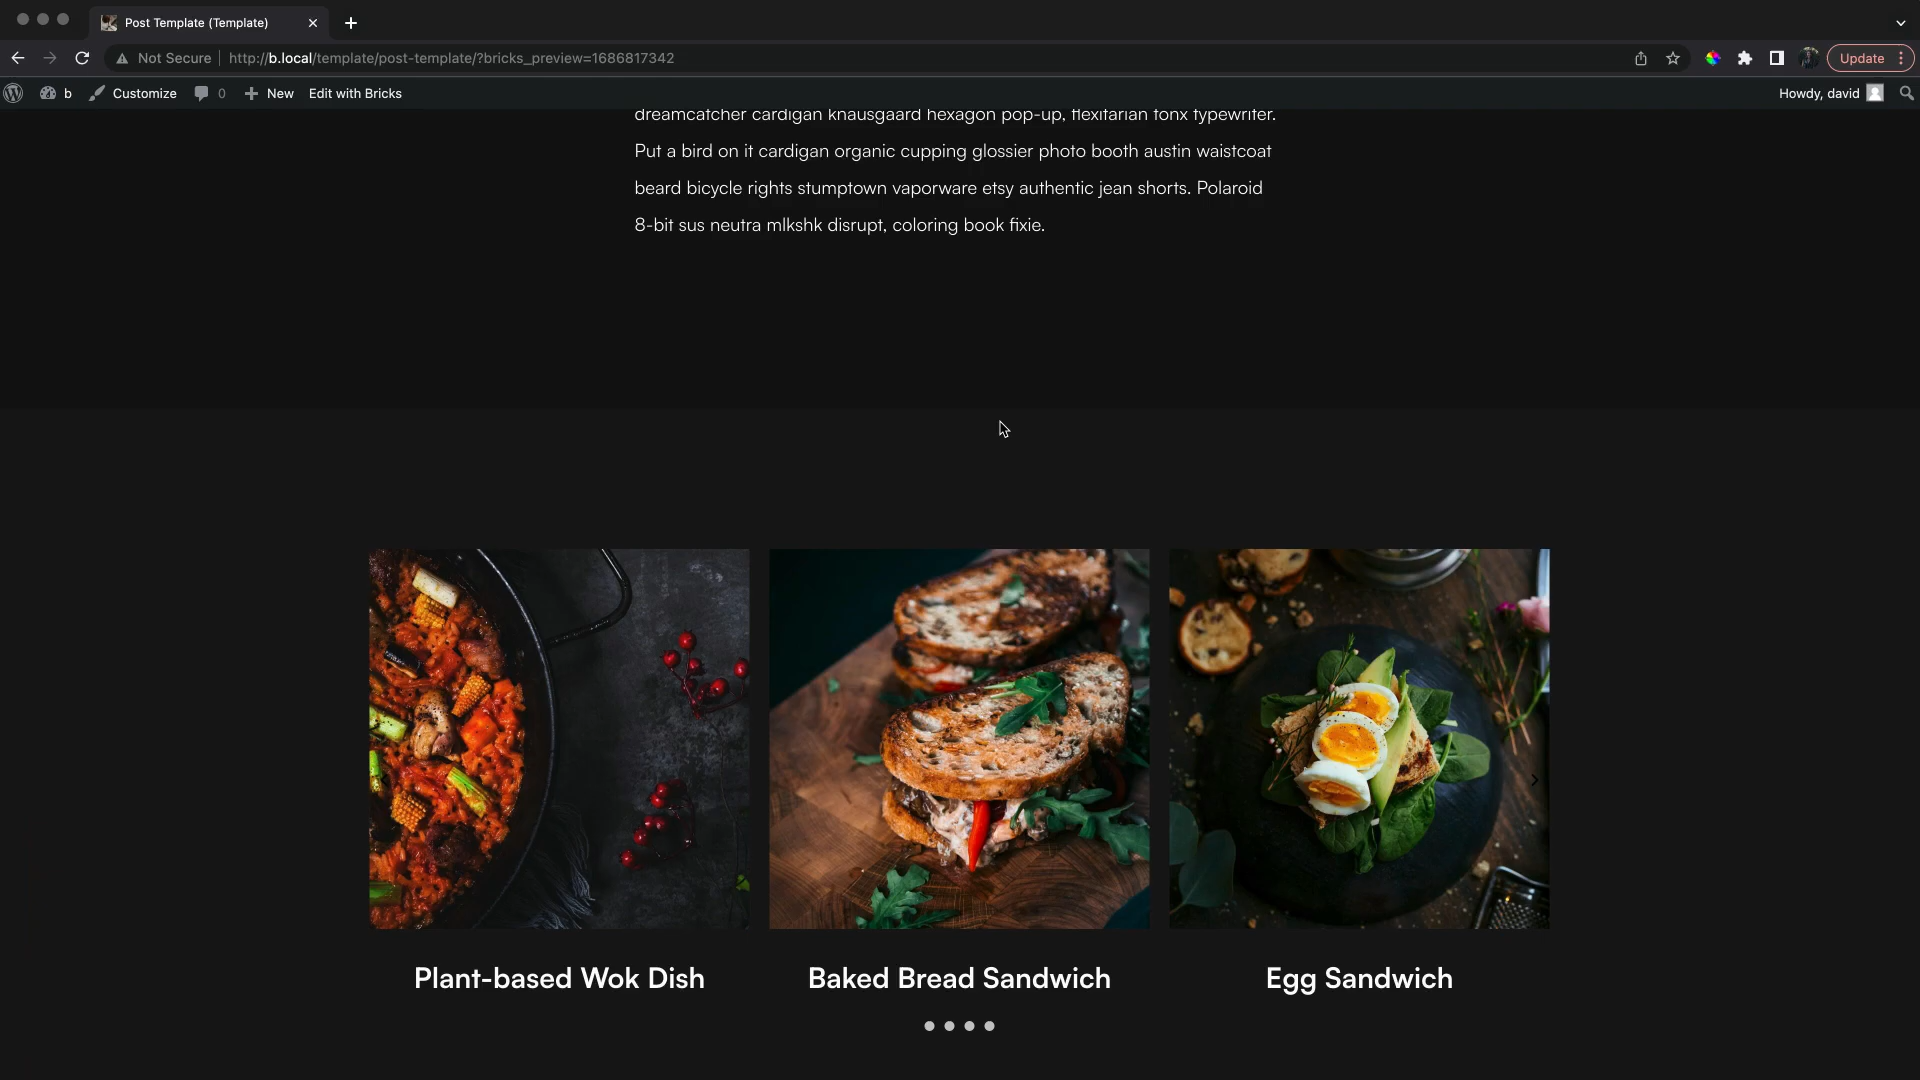 Post Template (Template)
Not Secure http://b.local/template/post-template/?bricks_preview=1686817342 Update
b Customize 0 New Edit with Bricks Howdy, david
dreamcatcher cardigan knausgaard hexagon pop-up, flexitarian fonx typewriter.
Put a bird on it cardigan organic cupping glossier photo booth austin waistcoat
beard bicycle rights stumptown vaporware etsy authentic jean shorts. Polaroid
8-bit sus neutra mlkshk disrupt, coloring book fixie.
Plant-based Wok Dish
Baked Bread Sandwich
Egg Sandwich